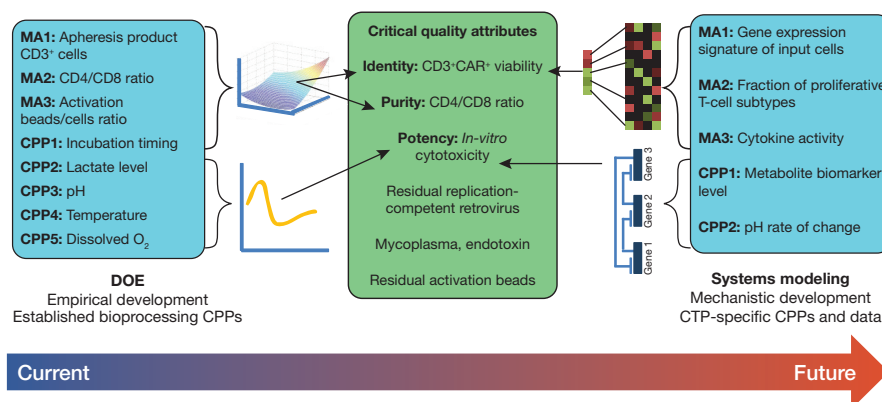 MA1: Apheresis product
CD3⁺ cells
MA2: CD4/CD8 ratio
MA3: Activation
beads/cells ratio
CPP1: Incubation timing
CPP2: Lactate level
CPP3: pH
CPP4: Temperature
CPP5: Dissolved O₂
DOE
Empirical development
Established bioprocessing CPPs
Critical quality attributes
Identity: CD3⁺CAR⁺ viability
Purity: CD4/CD8 ratio
Potency: In-vitro
cytotoxicity
Residual replication-
competent retrovirus
Mycoplasma, endotoxin
Residual activation beads
Gene 3
Gene 2
Gene 1
MA1: Gene expression
signature of input cells
MA2: Fraction of proliferative
T-cell subtypes
MA3: Cytokine activity
CPP1: Metabolite biomarker
level
CPP2: pH rate of change
Systems modeling
Mechanistic development
CTP-specific CPPs and data
Current
Future